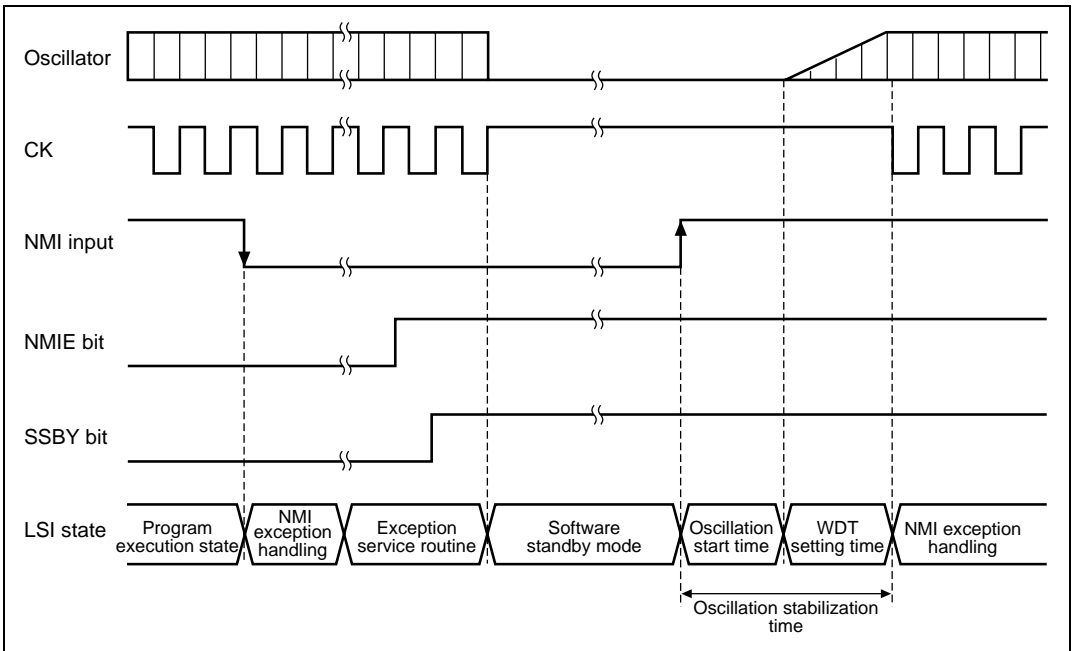 Oscillator
CK
NMI input
NMIE bit
SSBY bit
LSI state
Program
execution state
NMI
exception
handling
Exception
service routine
Software
standby mode
Oscillation
start time
WDT
setting time
NMI exception
handling
Oscillation stabilization
time